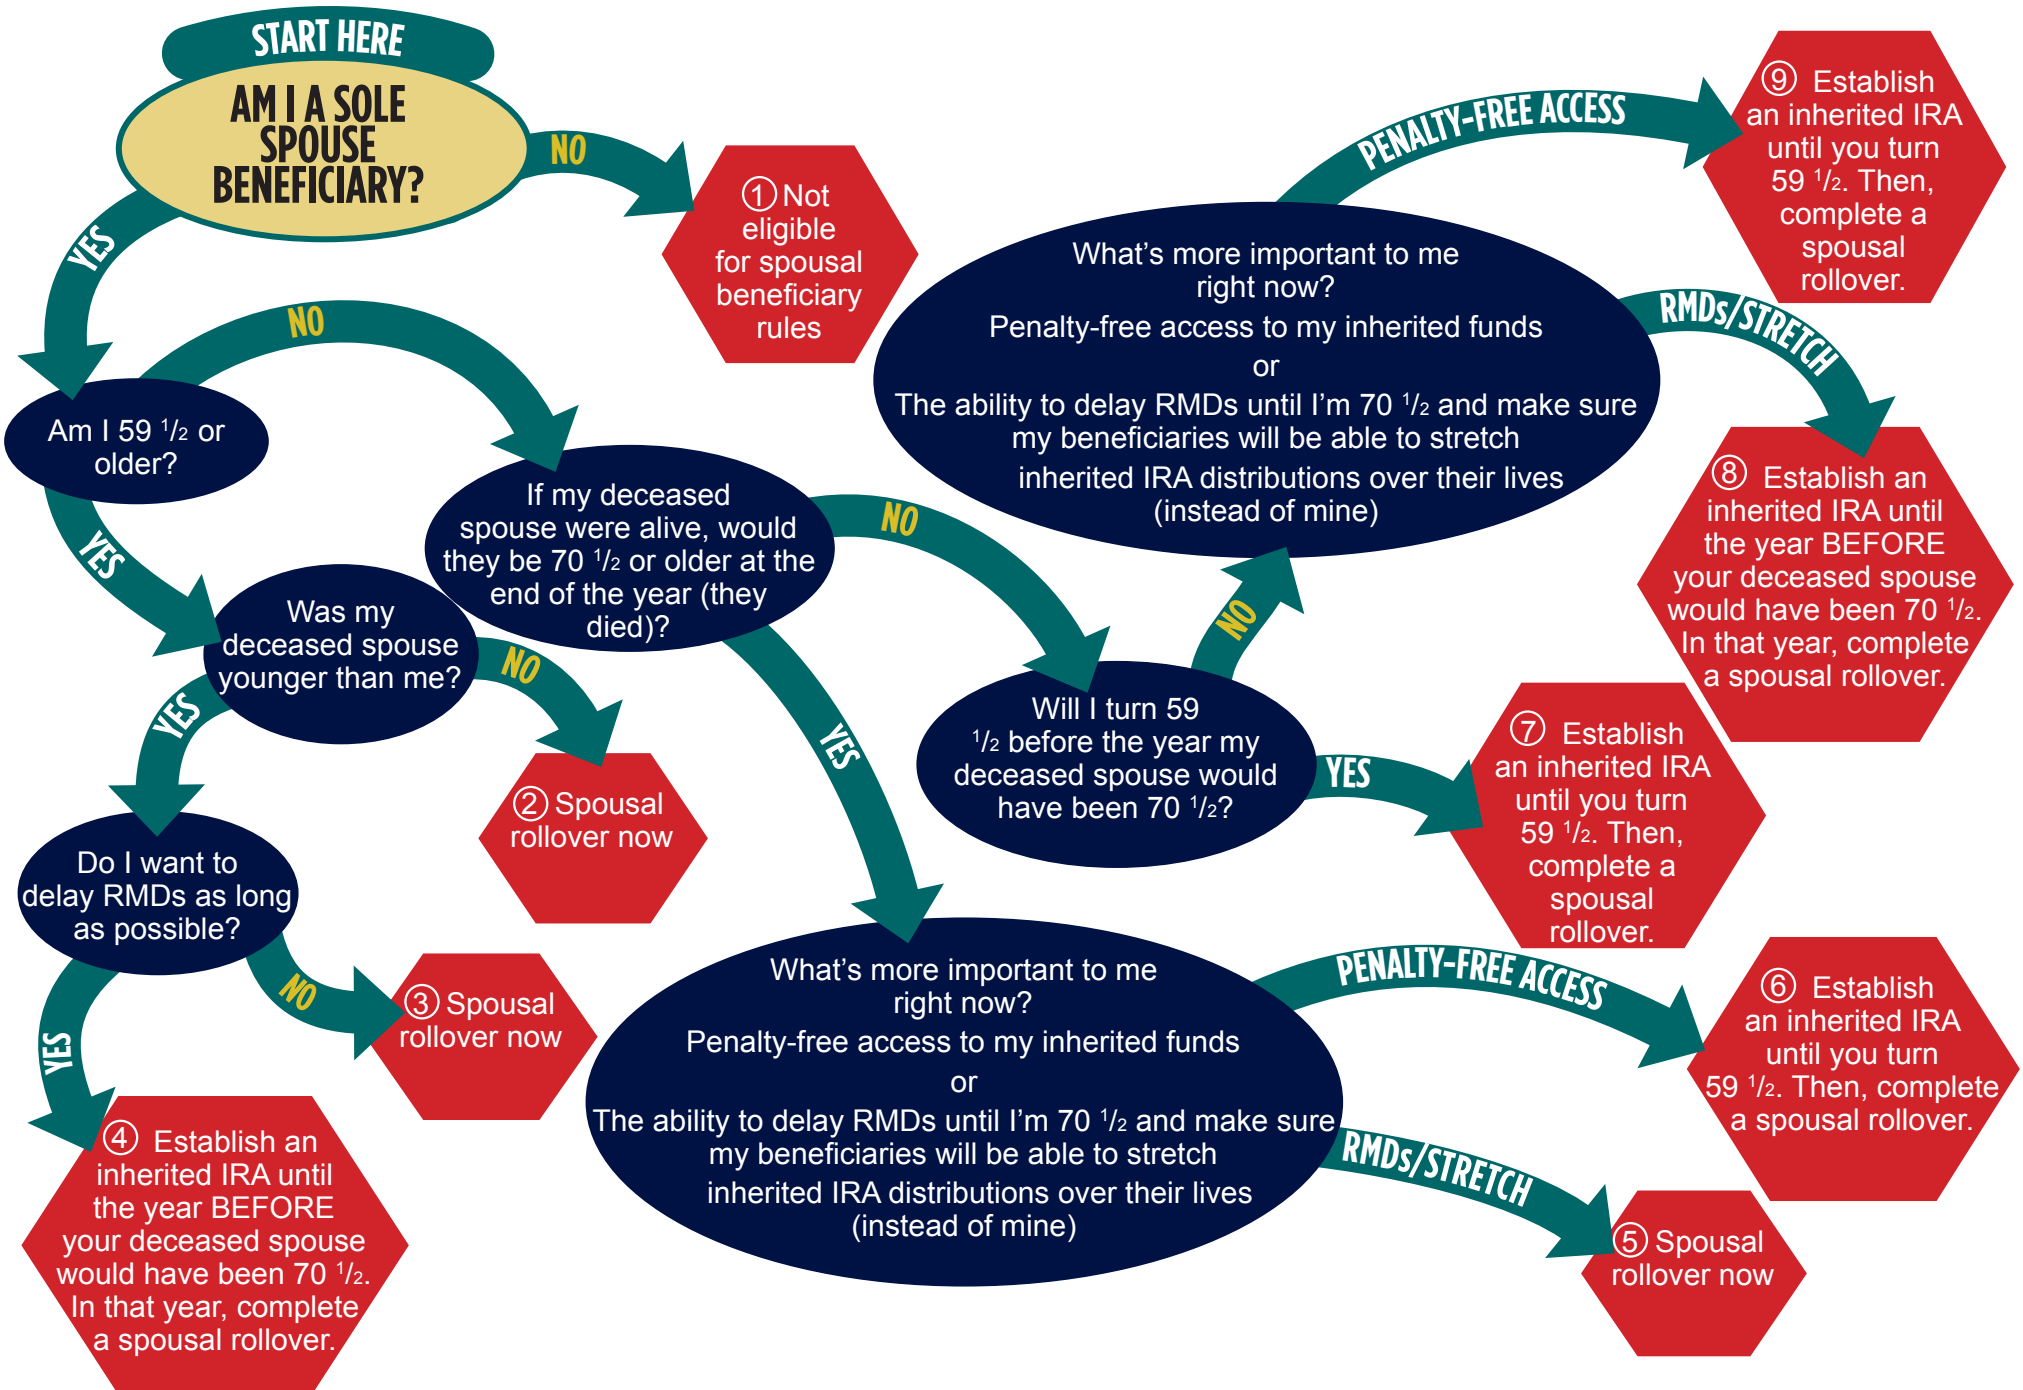 START HERE
AM I A SOLE
SPOUSE
BENEFICIARY?
NO
① Not
eligible
for spousal
beneficiary
rules
YES
Am I 59 1/2 or
older?
NO
If my deceased
spouse were alive, would
they be 70 1/2 or older at the
end of the year (they
died)?
YES
Was my
deceased spouse
younger than me?
NO
② Spousal
rollover now
YES
Do I want to
delay RMDs as long
as possible?
NO
③ Spousal
rollover now
YES
④ Establish an
inherited IRA until
the year BEFORE
your deceased spouse
would have been 70 1/2.
In that year, complete
a spousal rollover.
YES
What's more important to me
right now?
Penalty-free access to my inherited funds
or
The ability to delay RMDs until I'm 70 1/2 and make sure
my beneficiaries will be able to stretch
inherited IRA distributions over their lives
(instead of mine)
RMDs/STRETCH
⑤ Spousal
rollover now
PENALTY-FREE ACCESS
⑥ Establish
an inherited IRA
until you turn
59 1/2. Then, complete
a spousal rollover.
NO
Will I turn 59
1/2 before the year my
deceased spouse would
have been 70 1/2?
YES
⑦ Establish
an inherited IRA
until you turn
59 1/2. Then,
complete a
spousal
rollover.
NO
What's more important to me
right now?
Penalty-free access to my inherited funds
or
The ability to delay RMDs until I'm 70 1/2 and make sure
my beneficiaries will be able to stretch
inherited IRA distributions over their lives
(instead of mine)
RMDs/STRETCH
⑧ Establish an
inherited IRA until
the year BEFORE
your deceased spouse
would have been 70 1/2.
In that year, complete
a spousal rollover.
PENALTY-FREE ACCESS
⑨ Establish
an inherited IRA
until you turn
59 1/2. Then,
complete a
spousal
rollover.